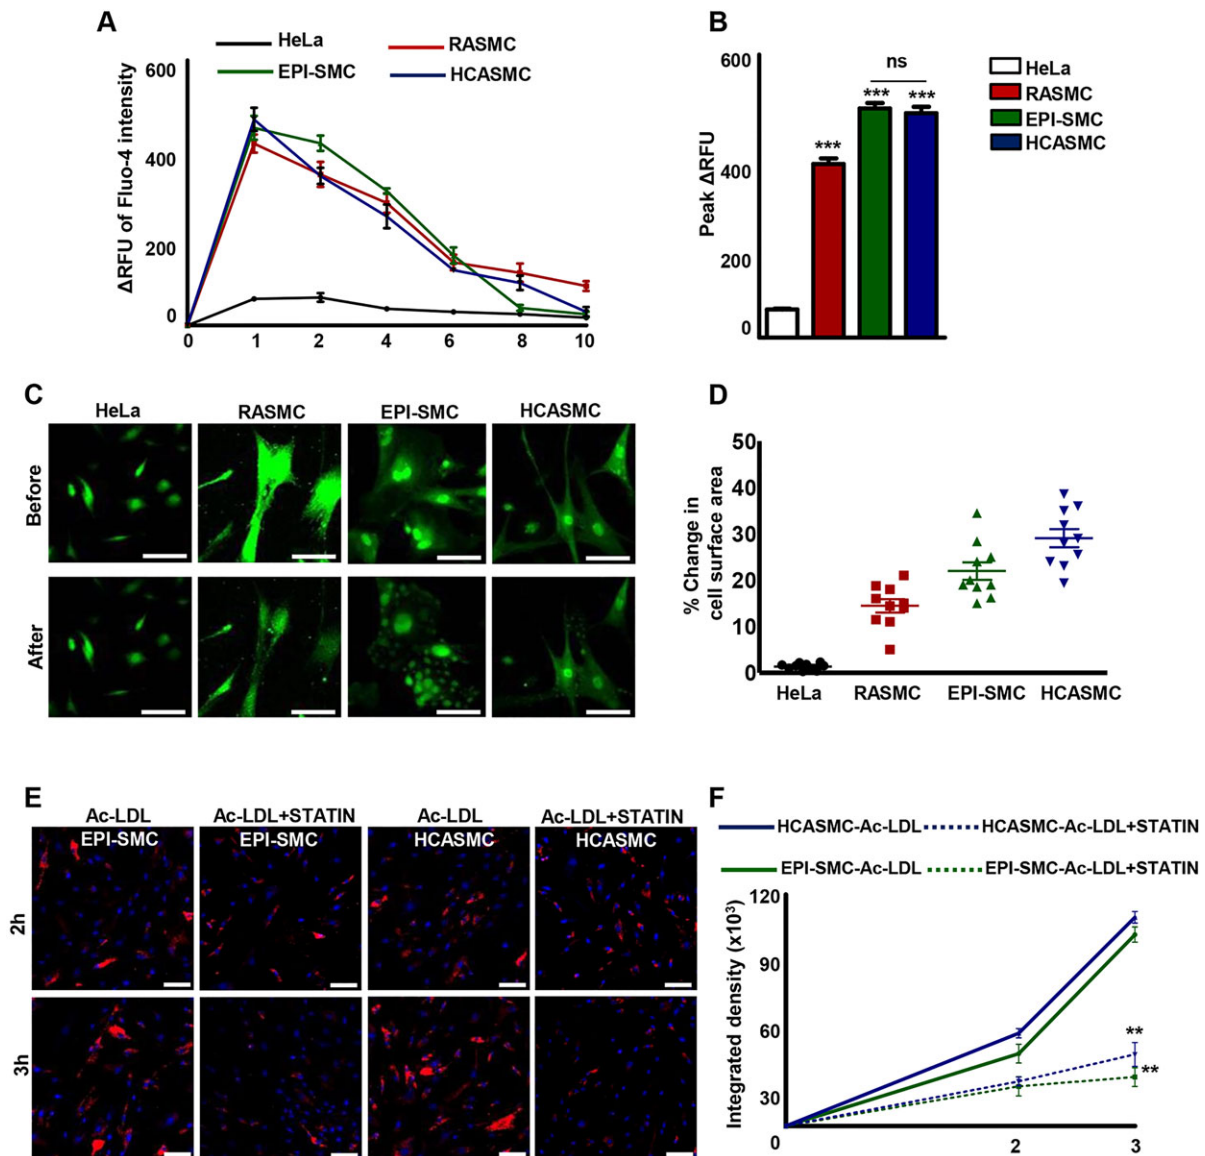 A
HeLa
RASMC
EPI-SMC
HCASMC
ΔRFU of Fluo-4 intensity
600
400
200
0
0 1 2 4 6 8 10
B
ns
*** *** ***
Peak ΔRFU
600
400
200
0
HeLa
RASMC
EPI-SMC
HCASMC
C
HeLa RASMC EPI-SMC HCASMC
Before
After
D
% Change in
cell surface area
50
40
30
20
10
0
HeLa RASMC EPI-SMC HCASMC
E
Ac-LDL Ac-LDL+STATIN Ac-LDL Ac-LDL+STATIN
EPI-SMC EPI-SMC HCASMC HCASMC
2h
3h
F
HCASMC-Ac-LDL HCASMC-Ac-LDL+STATIN
EPI-SMC-Ac-LDL EPI-SMC-Ac-LDL+STATIN
Integrated density (x10³)
120
90
60
30
**
**
0 2 3